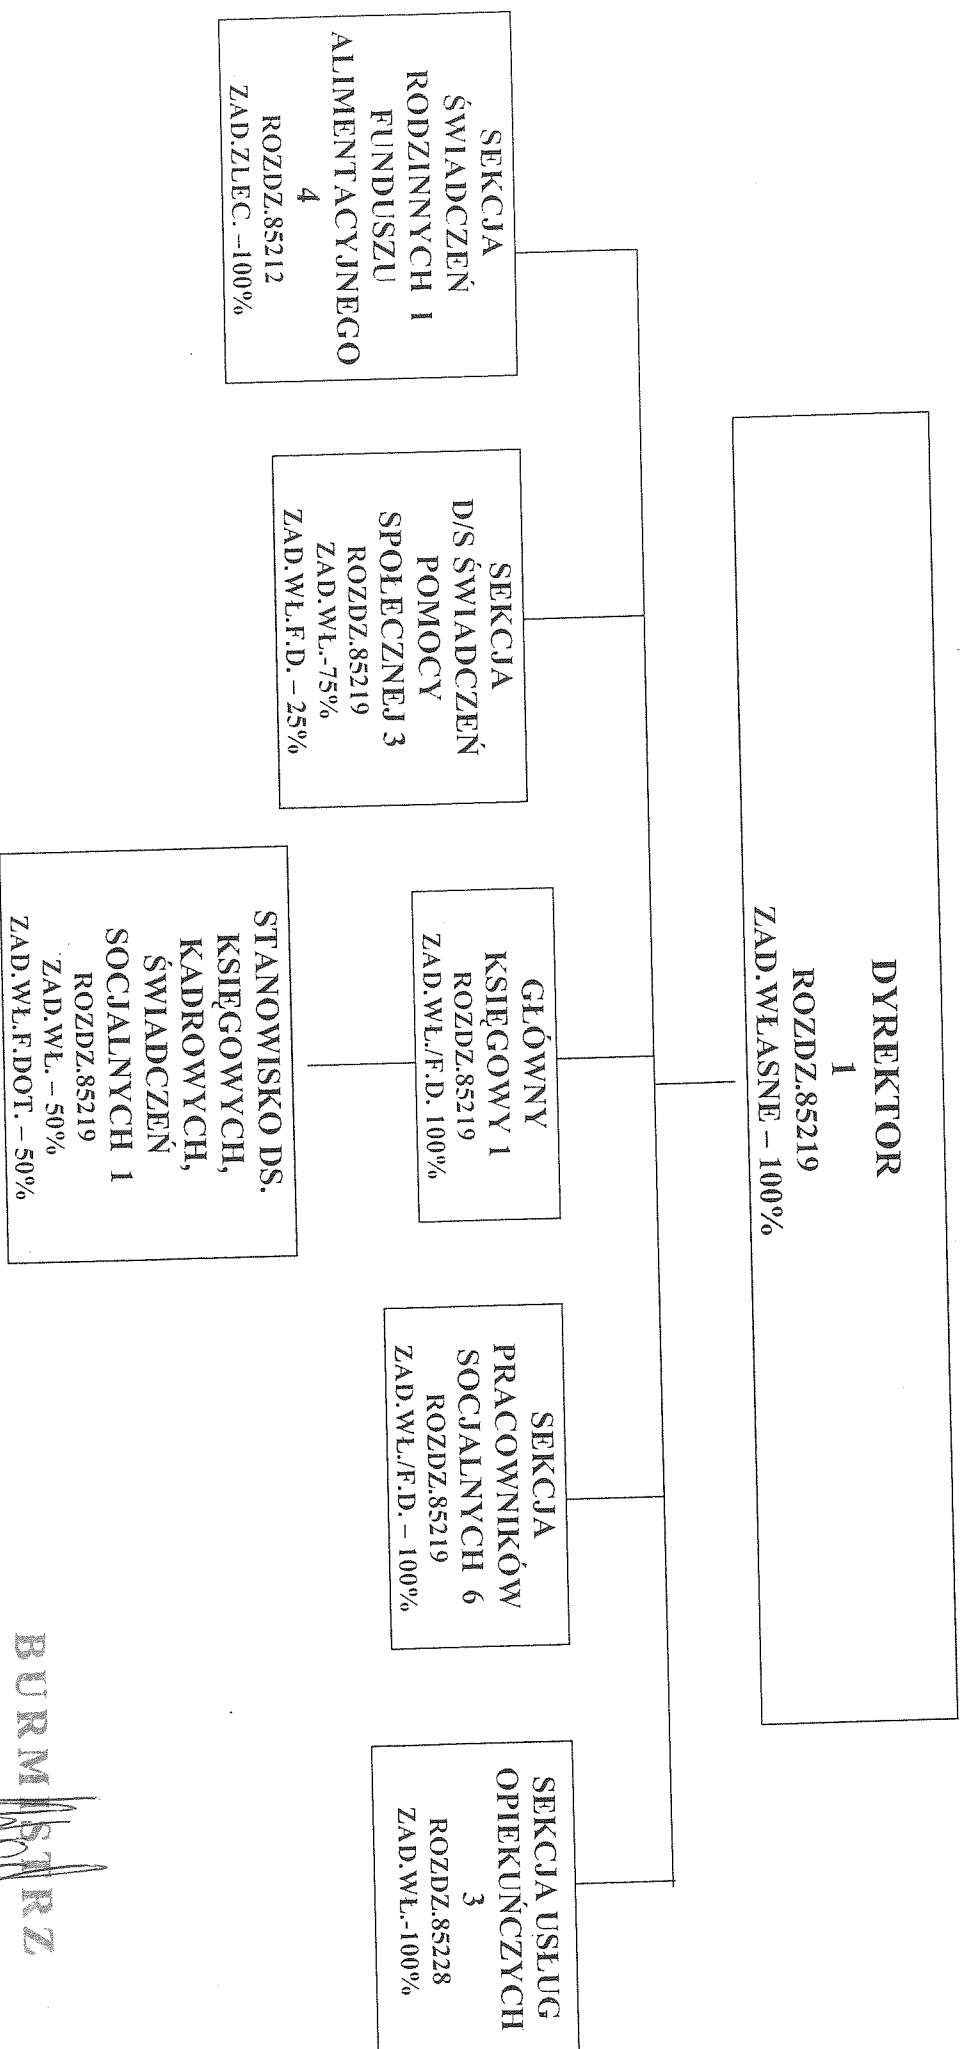 DYREKTOR
1
ROZDZ.85219
ZAD.WŁASNE – 100%
SEKCJA
ŚWIADCZEŃ
RODZINNYCH I
FUNDUSZU
ALIMENTACYJNEGO
4
ROZDZ.85212
ZAD.ZLEC. –100%
SEKCJA
D/S ŚWIADCZEŃ
POMOCY
SPOŁECZNEJ 3
ROZDZ.85219
ZAD.WŁ.-75%
ZAD.WŁ.F.D. – 25%
GŁÓWNY
KSIĘGOWY 1
ROZDZ.85219
ZAD.WŁ./F.D. 100%
STANOWISKO DS.
KSIĘGOWYCH,
KADROWYCH,
ŚWIADCZEŃ
SOCJALNYCH 1
ROZDZ.85219
ZAD.WŁ. – 50%
ZAD.WŁ.F.DOT. – 50%
SEKCJA
PRACOWNIKÓW
SOCJALNYCH 6
ROZDZ.85219
ZAD.WŁ./F.D. – 100%
SEKCJA USŁUG
OPIEKUŃCZYCH
3
ROZDZ.85228
ZAD.WŁ.-100%
BURMISTRZ